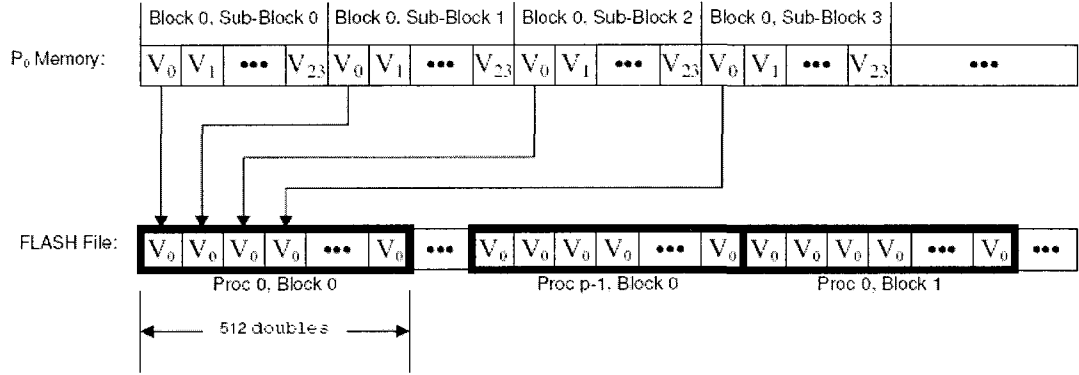 Block 0, Sub-Block 0 Block 0. Sub-Block 1 Block 0. Sub-Block 2 Block 0, Sub-Block 3
P₀ Memory: V₀ V₁ ••• V₂₃ V₀ V₁ ••• V₂₃ V₀ V₁ ••• V₂₃ V₀ V₁ ••• V₂₃ •••
FLASH File: V₀ V₀ V₀ V₀ ••• V₀ ••• V₀ V₀ V₀ V₀ ••• V₀ V₀ V₀ V₀ V₀ ••• V₀ •••
Proc 0, Block 0 Proc p-1. Block 0 Proc 0, Block 1
512 doubles